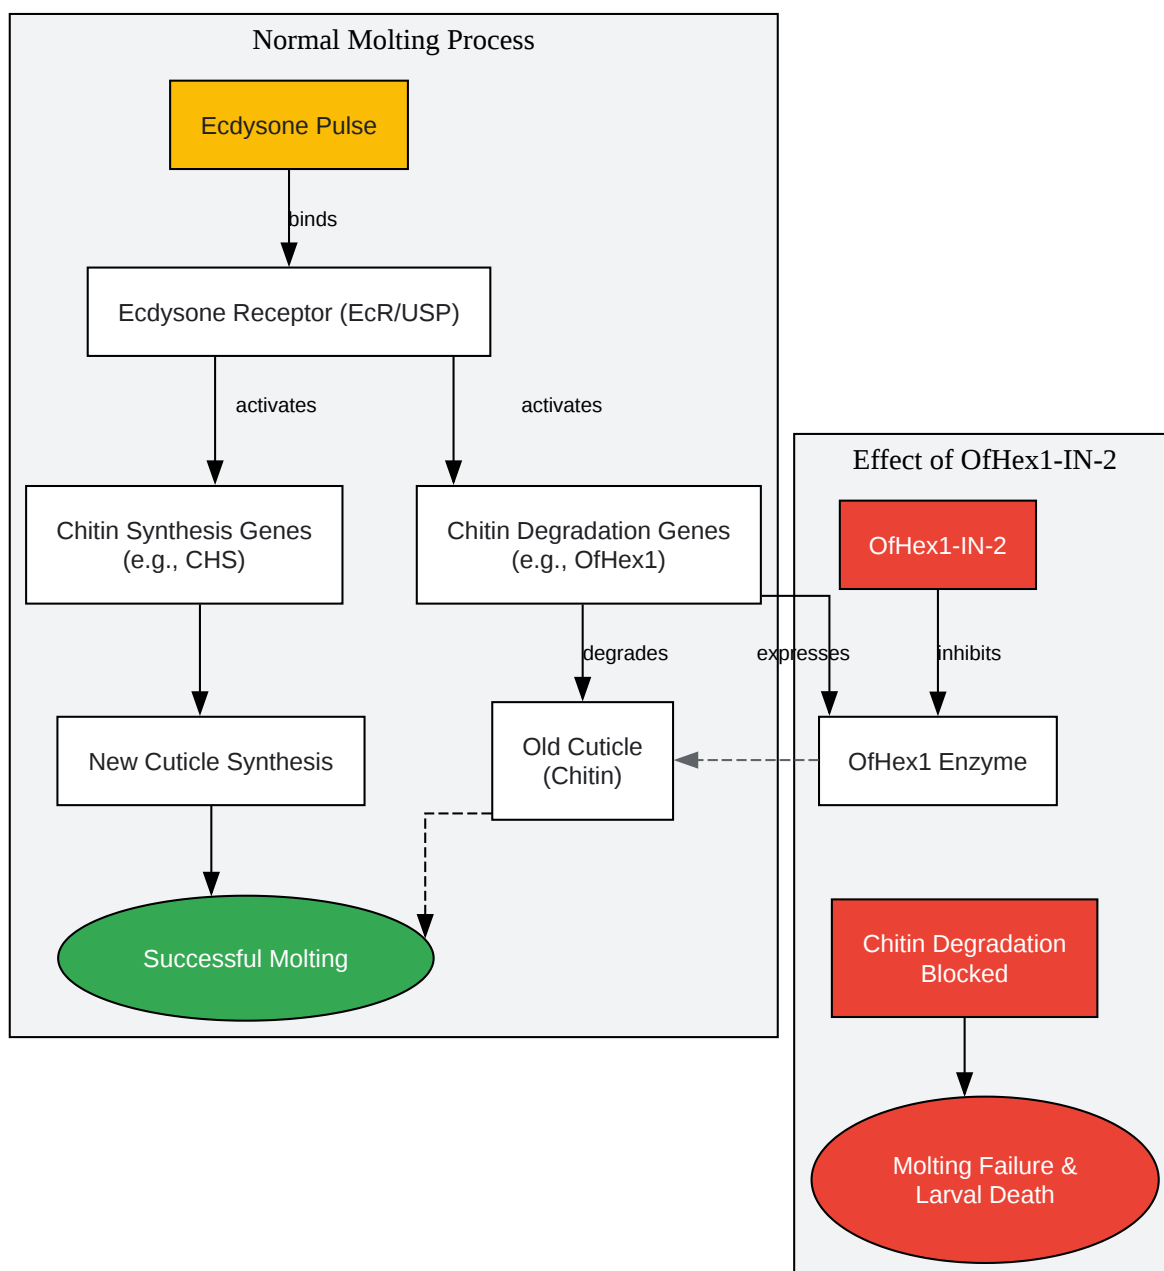 Normal Molting Process
Ecdysone Pulse
binds
Ecdysone Receptor (EcR/USP)
activates
activates
Chitin Synthesis Genes
(e.g., CHS)
Chitin Degradation Genes
(e.g., OfHex1)
degrades
expresses
New Cuticle Synthesis
Old Cuticle
(Chitin)
Successful Molting
Effect of OfHex1-IN-2
OfHex1-IN-2
inhibits
OfHex1 Enzyme
Chitin Degradation
Blocked
Molting Failure &
Larval Death